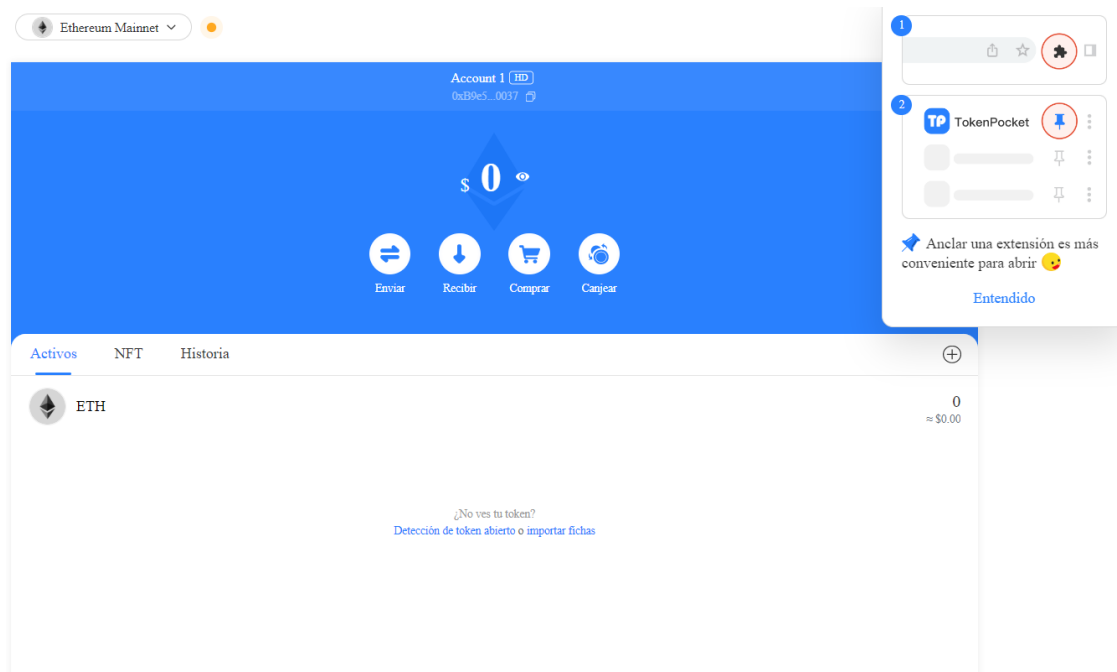 Ethereum Mainnet
Account 1 HD
0xB9e5...0037
$ 0
Enviar
Recibir
Comprar
Canjear
Activos
NFT
Historia
ETH
0
≈ $0.00
¿No ves tu token?
Detección de token abierto o importar fichas
1
2
TP TokenPocket
Anclar una extensión es más
conveniente para abrir
Entendido